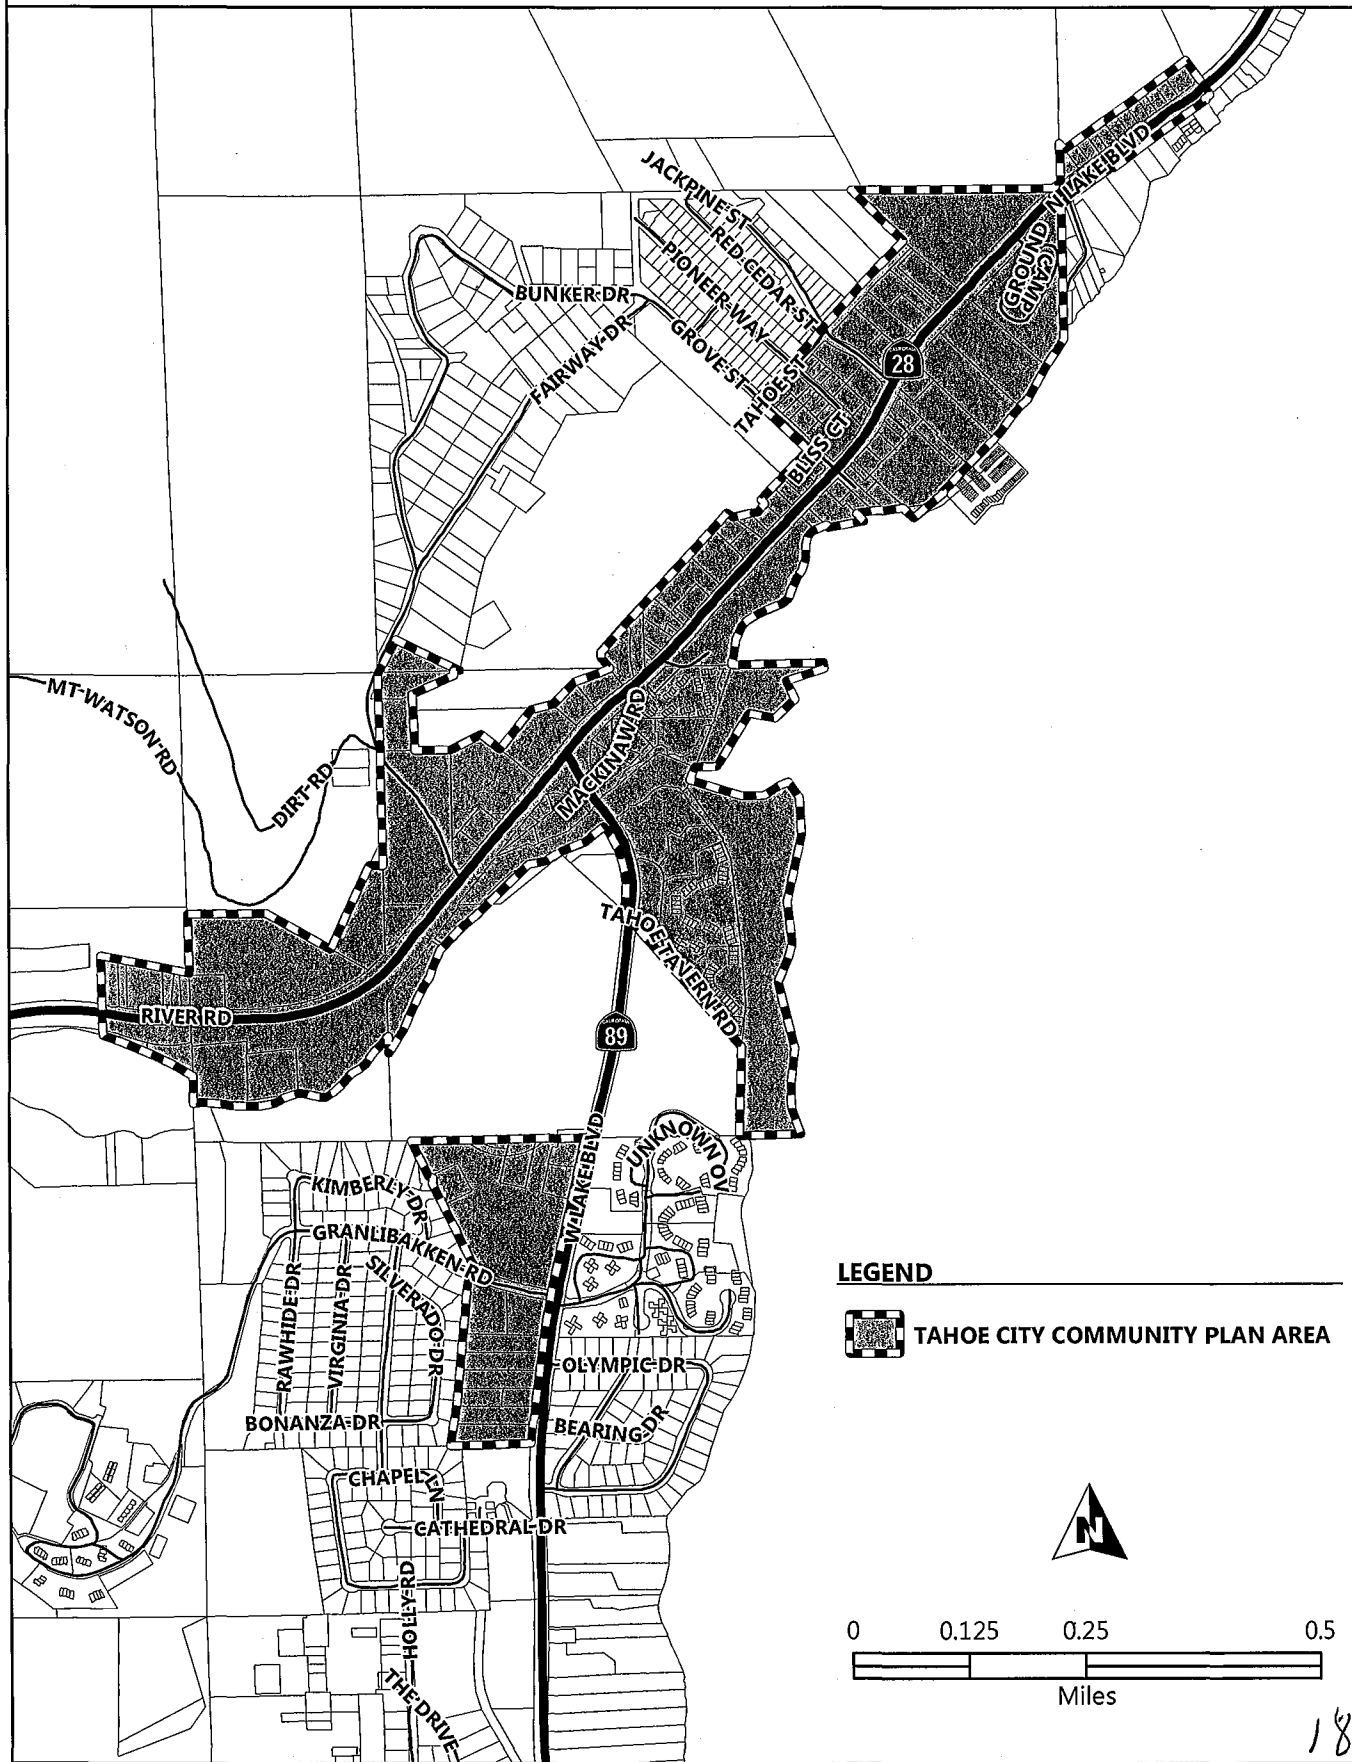 JACKPINE ST
RED CEDAR ST
PIONEER WAY
N LAKE BLVD
(CAMP
GROUND)
BUNKER DR
FAIRWAY DR
GROVE ST
TAHOE ST
CALIFORNIA
28
BLISS CT
MT WATSON RD
DIRT RD
MACKINAW RD
TAHOE TAVERN RD
RIVER RD
CALIFORNIA
89
W LAKE BLVD
UNKNOWN OV
KIMBERLY DR
GRANLIBAKKEN RD
SILVERADO DR
RAWHIDE DR
VIRGINIA DR
BONANZA DR
OLYMPIC DR
BEARING DR
CHAPEL LN
CATHEDRAL DR
HOLLY RD
THE DRIVE
LEGEND
TAHOE CITY COMMUNITY PLAN AREA
N
0 0.125 0.25 0.5
Miles
18